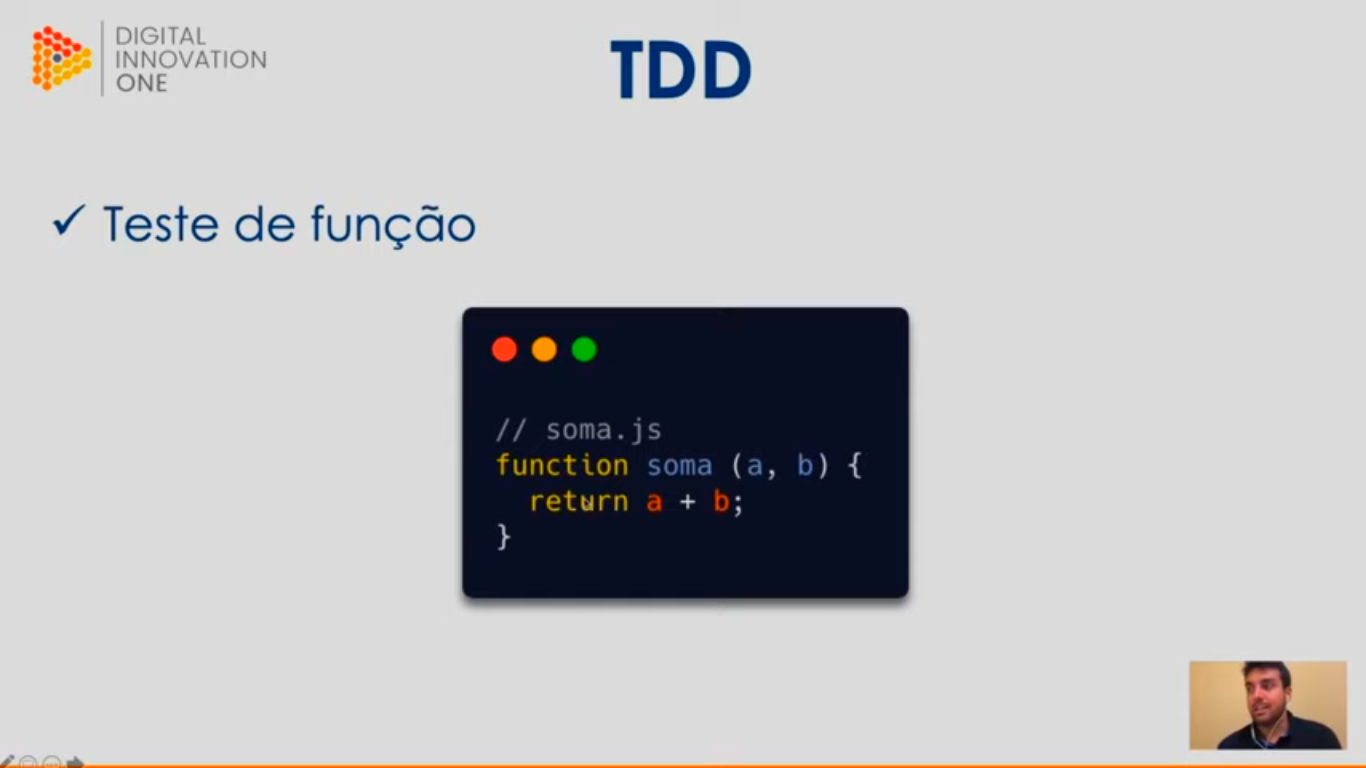 DIGITAL
INNOVATION
ONE
TDD
✓ Teste de função
// soma.js
function soma (a, b) {
  return a + b;
}